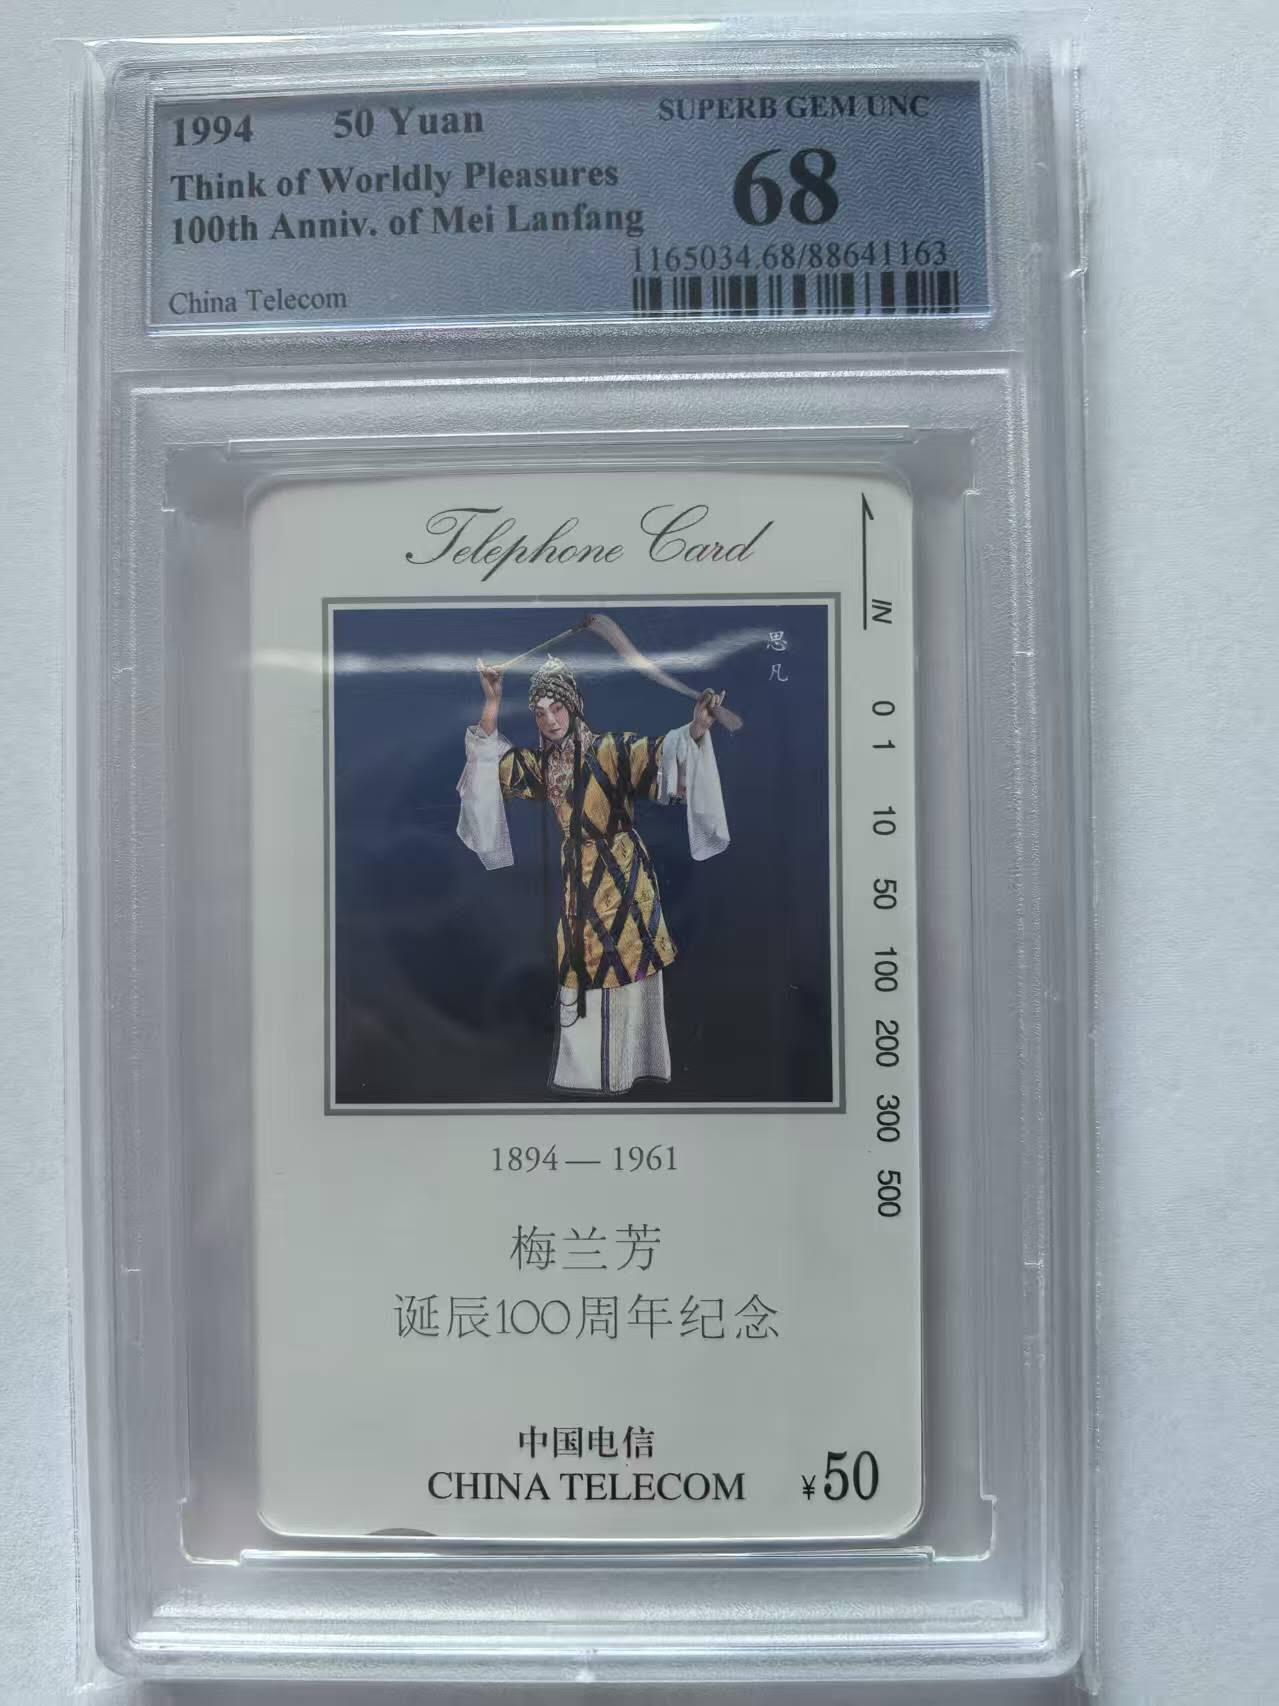 1994 50 Yuan
SUPERB GEM UNC
Think of Worldly Pleasures
68
100th Anniv. of Mei Lanfang
1165034.68/88641163
China Telecom
Telephone Card
思凡
IN 0 1 10 50 100 200 300 500
1894—1961
梅兰芳
诞辰100周年纪念
中国电信
CHINA TELECOM
¥50